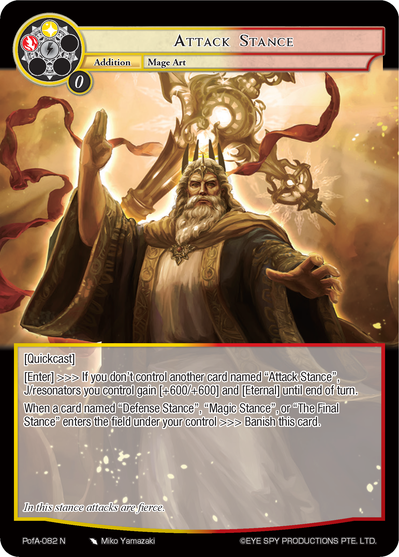 Attack Stance
Addition Mage Art
0
[Quickcast]
[Enter] >>> If you don't control another card named "Attack Stance",
J/resonators you control gain [+600/+600] and [Eternal] until end of turn.
When a card named "Defense Stance", "Magic Stance", or "The Final
Stance" enters the field under your control >>> Banish this card.
In this stance attacks are fierce.
PofA-082 N Miko Yamazaki ©EYE SPY PRODUCTIONS PTE. LTD.